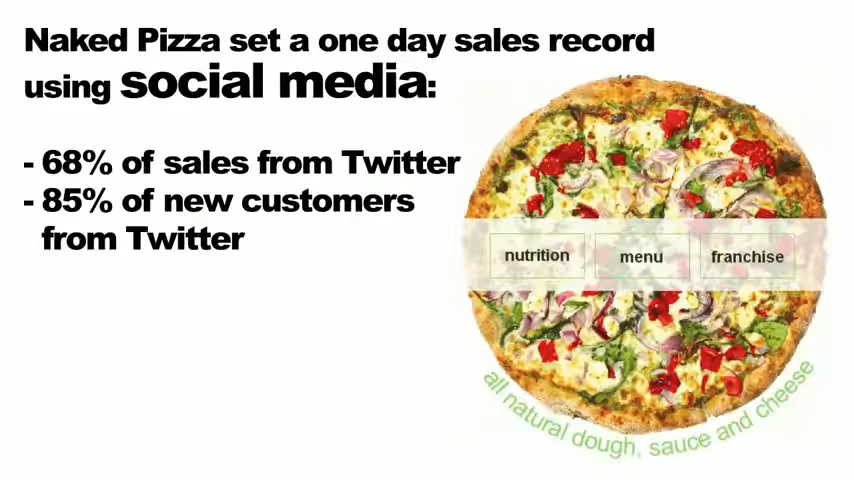 Naked Pizza set a one day sales record
using social media:
- 68% of sales from Twitter
- 85% of new customers
from Twitter
nutrition
menu
franchise
all natural dough, sauce and cheese